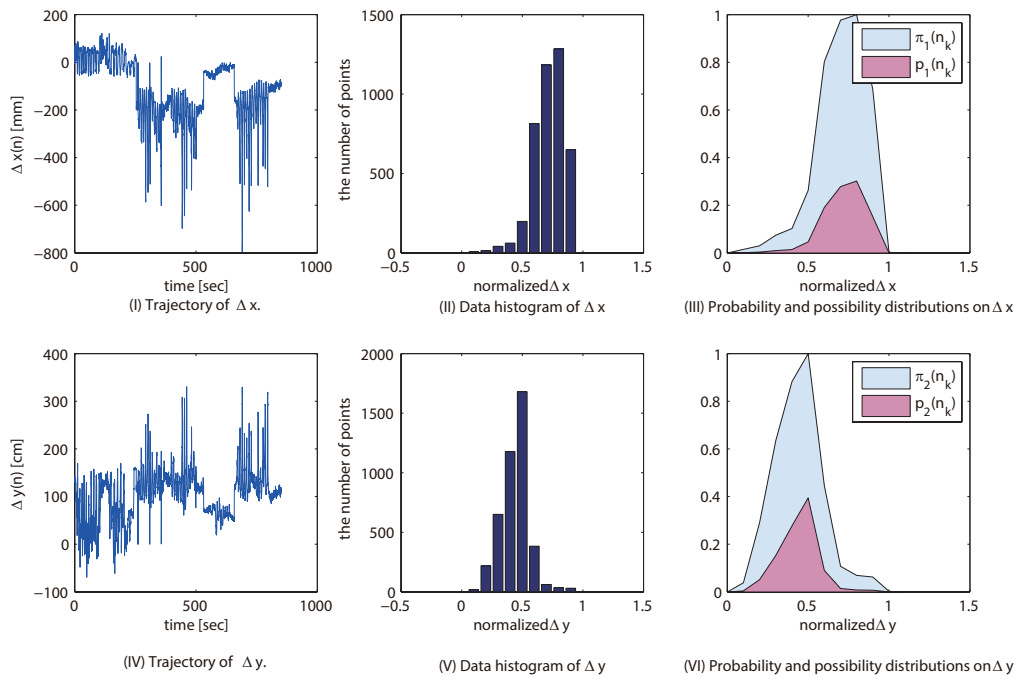 200
0
−200
−400
−600
−800
Δ x(n) [mm]
0
500
1000
time [sec]
(I) Trajectory of Δ x.
1500
1000
500
0
the number of points
−0.5
0
0.5
1
1.5
normalized Δ x
(II) Data histogram of Δ x
1
0.8
0.6
0.4
0.2
0
π1(nk)
p1(nk)
0
0.5
1
1.5
normalized Δ x
(III) Probability and possibility distributions on Δ x
400
300
200
100
0
−100
Δ y(n) [cm]
0
500
1000
time [sec]
(IV) Trajectory of Δ y.
2000
1500
1000
500
0
the number of points
−0.5
0
0.5
1
1.5
normalized Δ y
(V) Data histogram of Δ y
1
0.8
0.6
0.4
0.2
0
π2(nk)
p2(nk)
0
0.5
1
1.5
normalized Δ y
(VI) Probability and possibility distributions on Δ y